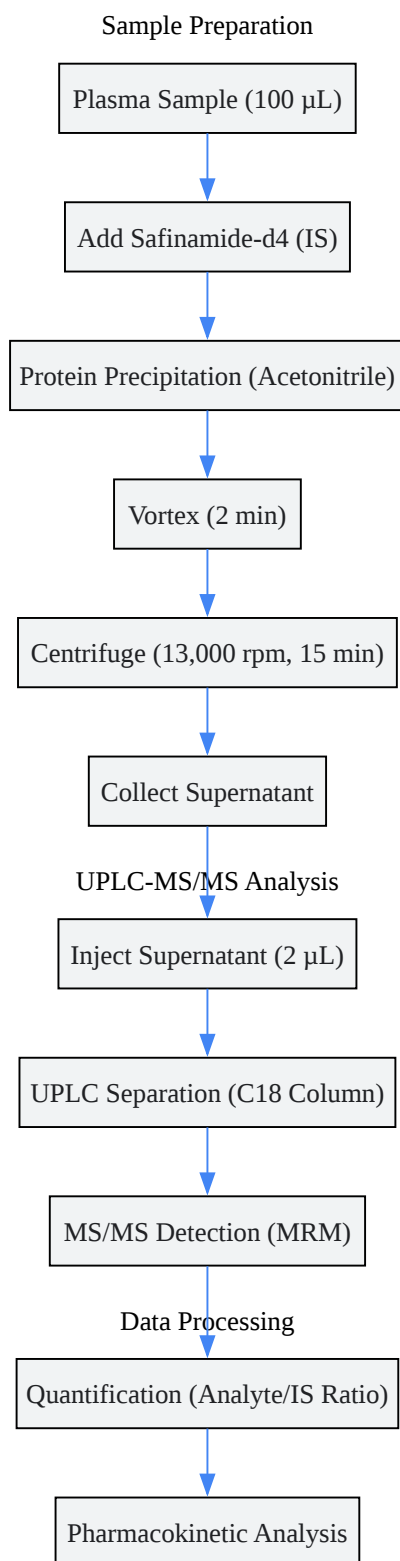 Sample Preparation
Plasma Sample (100 µL)
Add Safinamide-d4 (IS)
Protein Precipitation (Acetonitrile)
Vortex (2 min)
Centrifuge (13,000 rpm, 15 min)
Collect Supernatant
UPLC-MS/MS Analysis
Inject Supernatant (2 µL)
UPLC Separation (C18 Column)
MS/MS Detection (MRM)
Data Processing
Quantification (Analyte/IS Ratio)
Pharmacokinetic Analysis